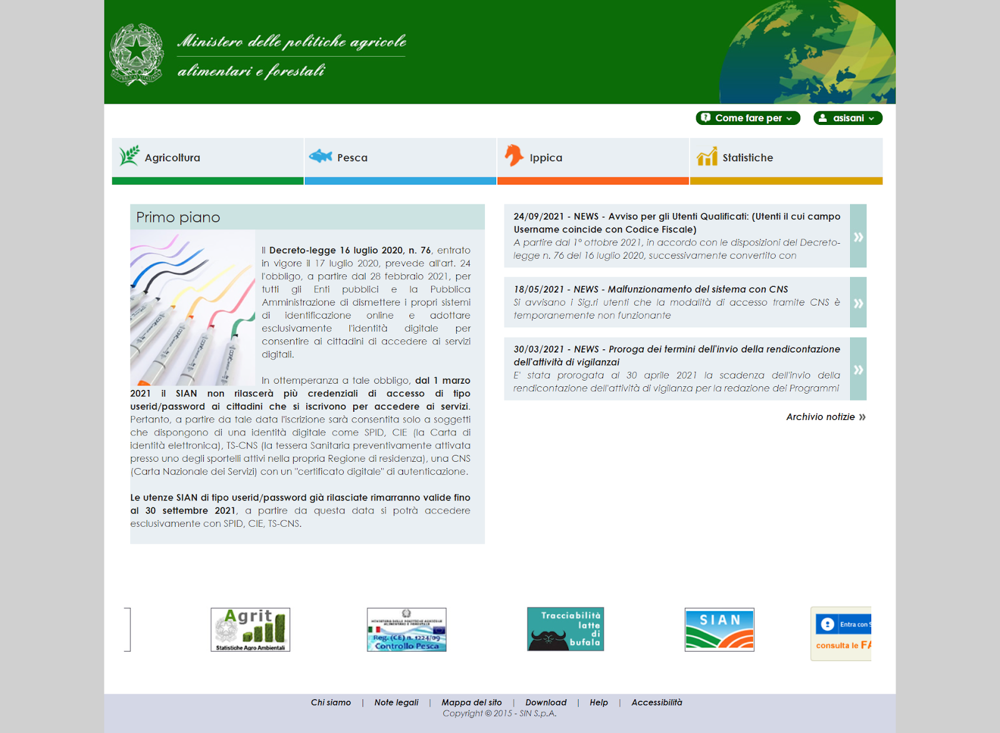 Ministero delle politiche agricole
alimentari e forestali
REPVBBLICA ITALIANA
Come fare per
asisani
Agricoltura
Pesca
Ippica
Statistiche
Primo piano
Il Decreto-legge 16 luglio 2020, n. 76, entrato
in vigore il 17 luglio 2020, prevede all'art. 24
l'obbligo, a partire dal 28 febbraio 2021, per
tutti gli Enti pubblici e la Pubblica
Amministrazione di dismettere i propri sistemi
di identificazione online e adottare
esclusivamente l'identità digitale per
consentire ai cittadini di accedere ai servizi
digitali.
In ottemperanza a tale obbligo, dal 1 marzo
2021 il SIAN non rilascerà più credenziali di accesso di tipo
userid/password ai cittadini che si iscrivono per accedere ai servizi.
Pertanto, a partire da tale data l'iscrizione sarà consentita solo a soggetti
che dispongono di una identità digitale come SPID, CIE (la Carta di
identità elettronica), TS-CNS (la tessera Sanitaria preventivamente attivata
presso uno degli sportelli attivi nella propria Regione di residenza), una CNS
(Carta Nazionale dei Servizi) con un "certificato digitale" di autenticazione.
Le utenze SIAN di tipo userid/password già rilasciate rimarranno valide fino
al 30 settembre 2021, a partire da questa data si potrà accedere
esclusivamente con SPID, CIE, TS-CNS.
24/09/2021 - NEWS - Avviso per gli Utenti Qualificati: (Utenti il cui campo
Username coincide con Codice Fiscale)
A partire dal 1° ottobre 2021, in accordo con le disposizioni del Decreto-
legge n. 76 del 16 luglio 2020, successivamente convertito con
18/05/2021 - NEWS - Malfunzionamento del sistema con CNS
Si avvisano i Sig.ri utenti che la modalità di accesso tramite CNS è
temporanemente non funzionante
30/03/2021 - NEWS - Proroga dei termini dell'invio della rendicontazione
dell'attività di vigilanzai
E' stata prorogata al 30 aprile 2021 la scadenza dell'invio della
rendicontazione dell'attività di vigilanza per la redazione dei Programmi
Archivio notizie »
Agrit
Statistiche Agro Ambientali
MINISTERO DELLE POLITICHE AGRICOLE
ALIMENTARI E FORESTALI
Reg. (CE) n. 1224/09
Controllo Pesca
Tracciabilità
latte
di
bufala
SIAN
Entra con S
consulta le FA
Chi siamo | Note legali | Mappa del sito | Download | Help | Accessibilità
Copyright © 2015 - SIN S.p.A.